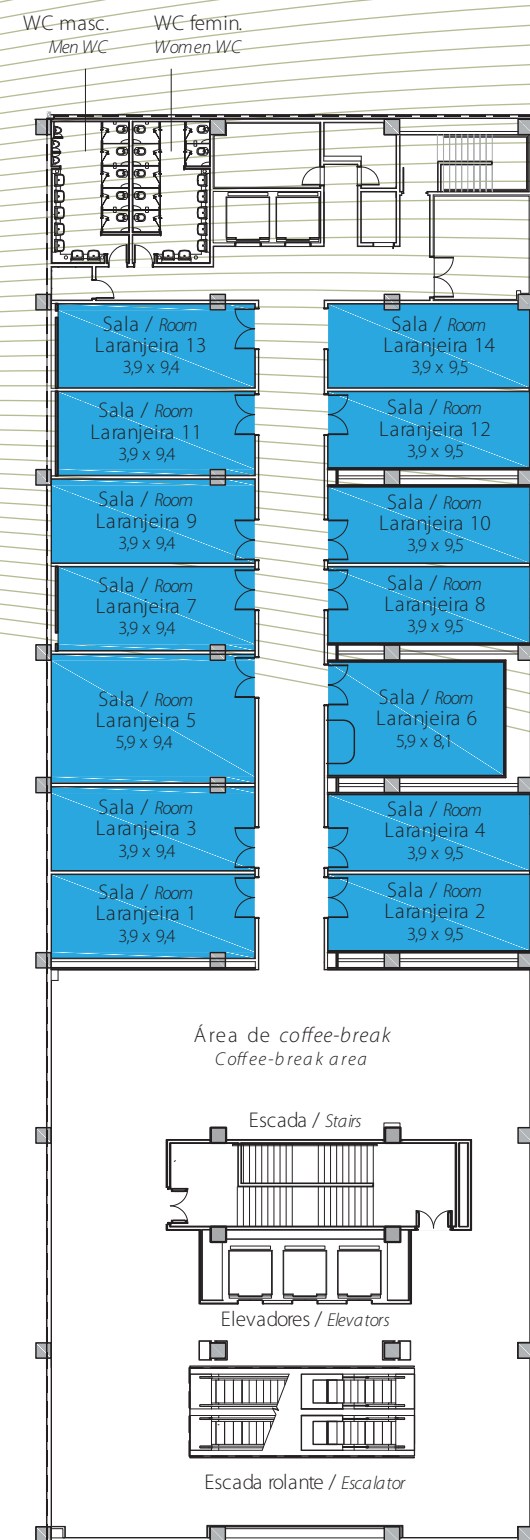 WC masc.
Men WC
WC femin.
Women WC
Sala / Room
Laranjeira 13
3,9 x 9,4
Sala / Room
Laranjeira 14
3,9 x 9,5
Sala / Room
Laranjeira 11
3,9 x 9,4
Sala / Room
Laranjeira 12
3,9 x 9,5
Sala / Room
Laranjeira 9
3,9 x 9,4
Sala / Room
Laranjeira 10
3,9 x 9,5
Sala / Room
Laranjeira 7
3,9 x 9,4
Sala / Room
Laranjeira 8
3,9 x 9,5
Sala / Room
Laranjeira 5
5,9 x 9,4
Sala / Room
Laranjeira 6
5,9 x 8,1
Sala / Room
Laranjeira 3
3,9 x 9,4
Sala / Room
Laranjeira 4
3,9 x 9,5
Sala / Room
Laranjeira 1
3,9 x 9,4
Sala / Room
Laranjeira 2
3,9 x 9,5
Área de coffee-break
Coffee-break area
Escada / Stairs
Elevadores / Elevators
Escada rolante / Escalator